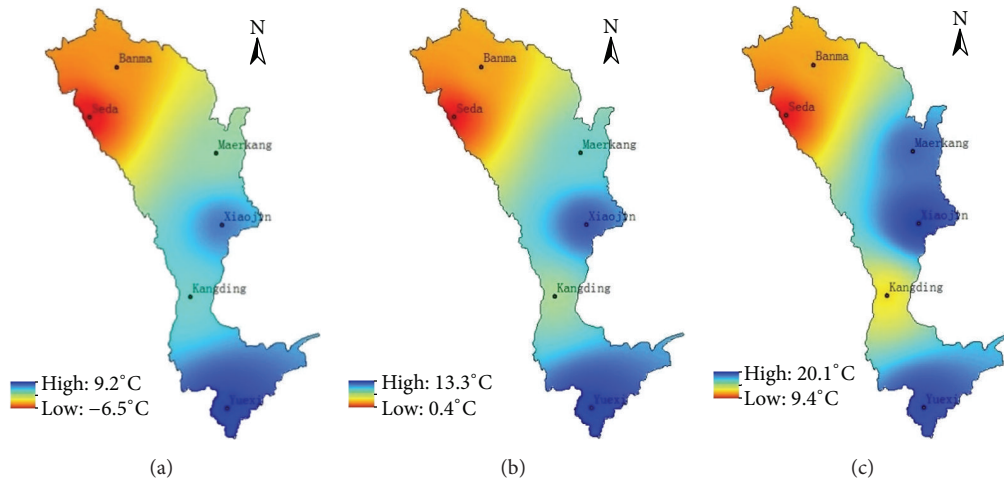 N
Banma
Seda
Maerkang
Xiaojin
Kangding
High: 9.2°C
Low: −6.5°C
Yuexi
(a)
N
Banma
Seda
Maerkang
Xiaojin
Kangding
High: 13.3°C
Low: 0.4°C
Yuexi
(b)
N
Banma
Seda
Maerkang
Xiaojin
Kangding
High: 20.1°C
Low: 9.4°C
Yuexi
(c)